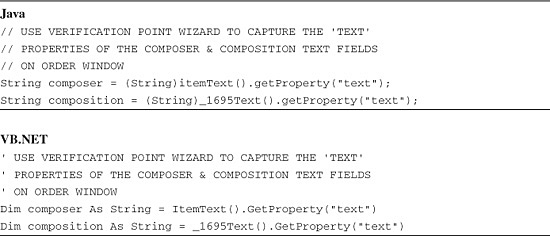 Java
// USE VERIFICATION POINT WIZARD TO CAPTURE THE 'TEXT'
// PROPERTIES OF THE COMPOSER & COMPOSITION TEXT FIELDS
// ON ORDER WINDOW
String composer = (String)itemText().getProperty("text");
String composition = (String)_1695Text().getProperty("text");
VB.NET
' USE VERIFICATION POINT WIZARD TO CAPTURE THE 'TEXT'
' PROPERTIES OF THE COMPOSER & COMPOSITION TEXT FIELDS
' ON ORDER WINDOW
Dim composer As String = ItemText().GetProperty("text")
Dim composition As String = _1695Text().GetProperty("text")